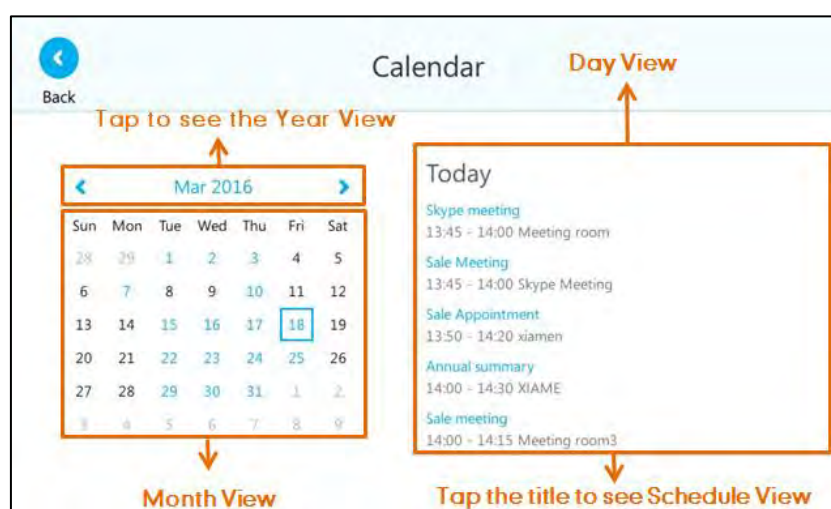 Calendar
Day View
Back
Tap to see the Year View
Mar 2016
Sun Mon Tue Wed Thu Fri Sat
28 29 1 2 3 4 5
6 7 8 9 10 11 12
13 14 15 16 17 18 19
20 21 22 23 24 25 26
27 28 29 30 31 1 2
3 4 5 6 7 8 9
Month View
Today
Skype meeting
13:45 - 14:00 Meeting room
Sale Meeting
13:45 - 14:00 Skype Meeting
Sale Appointment
13:50 - 14:20 xiamen
Annual summary
14:00 - 14:30 XIAME
Sale meeting
14:00 - 14:15 Meeting room3
Tap the title to see Schedule View